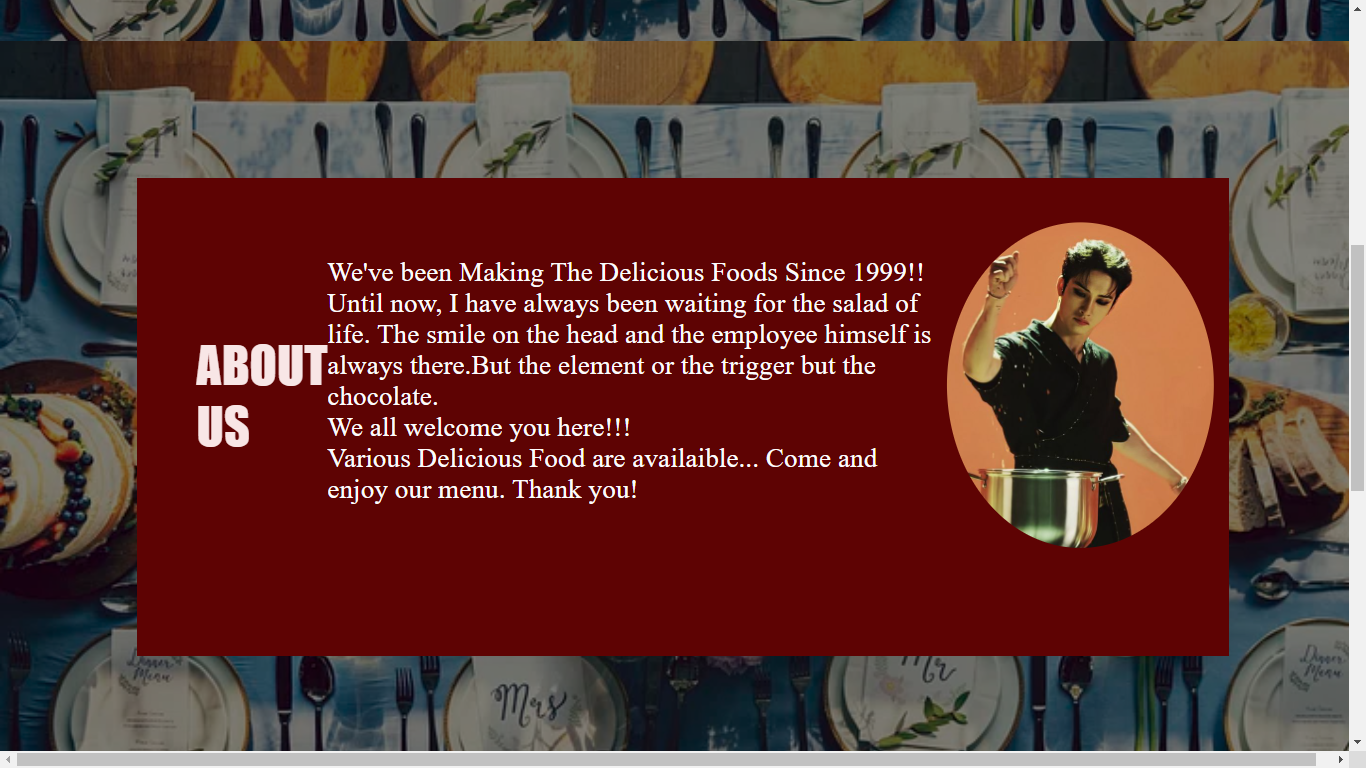 ABOUT
US
We've been Making The Delicious Foods Since 1999!!
Until now, I have always been waiting for the salad of
life. The smile on the head and the employee himself is
always there.But the element or the trigger but the
chocolate.
We all welcome you here!!!
Various Delicious Food are availaible... Come and
enjoy our menu. Thank you!
Dinner
Menu
Mrs
Mr
Dinner
Menu